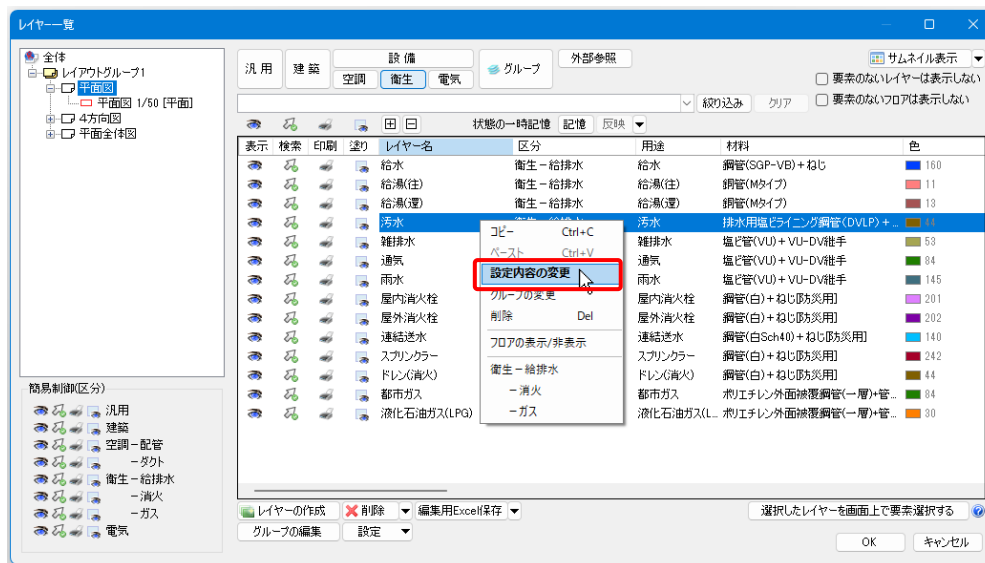 レイヤー一覧
全体
レイアウトグループ1
平面図
平面図 1/50 [平面]
4方向図
平面全体図
汎用 建築 設備 グループ 外部参照
空調 衛生 電気
サムネイル表示
要素のないレイヤーは表示しない
要素のないフロアは表示しない
絞り込み クリア
状態の一時記憶 記憶 反映
表示 検索 印刷 塗り レイヤー名 区分 用途 材料 色
給水 衛生-給排水 給水 鋼管(SGP-VB)+ねじ 160
給湯(往) 衛生-給排水 給湯(往) 銅管(Mタイプ) 11
給湯(還) 衛生-給排水 給湯(還) 銅管(Mタイプ) 13
汚水 汚水 排水用塩ビライニング鋼管(DVLP)+... 44
雑排水 雑排水 塩ビ管(VU)+VU-DV継手 53
通気 通気 塩ビ管(VU)+VU-DV継手 84
雨水 雨水 塩ビ管(VU)+VU-DV継手 145
屋内消火栓 屋内消火栓 鋼管(白)+ねじ[防災用] 201
屋外消火栓 屋外消火栓 鋼管(白)+ねじ[防災用] 202
連結送水 連結送水 鋼管(白Sch40)+ねじ[防災用] 140
スプリンクラー スプリンクラー 鋼管(白)+ねじ[防災用] 242
ドレン(消火) ドレン(消火) 鋼管(白)+ねじ[防災用] 44
都市ガス 都市ガス ポリエチレン外面被覆鋼管(一層)+管... 84
液化石油ガス(LPG) 液化石油ガス(L... ポリエチレン外面被覆鋼管(一層)+管... 30
コピー Ctrl+C
ペースト Ctrl+V
設定内容の変更
グループの変更
削除 Del
フロアの表示/非表示
衛生-給排水
-消火
-ガス
簡易制御(区分)
汎用
建築
空調-配管
-ダクト
衛生-給排水
-消火
-ガス
電気
レイヤーの作成 削除 編集用Excel保存 選択したレイヤーを画面上で要素選択する
グループの編集 設定
OK キャンセル